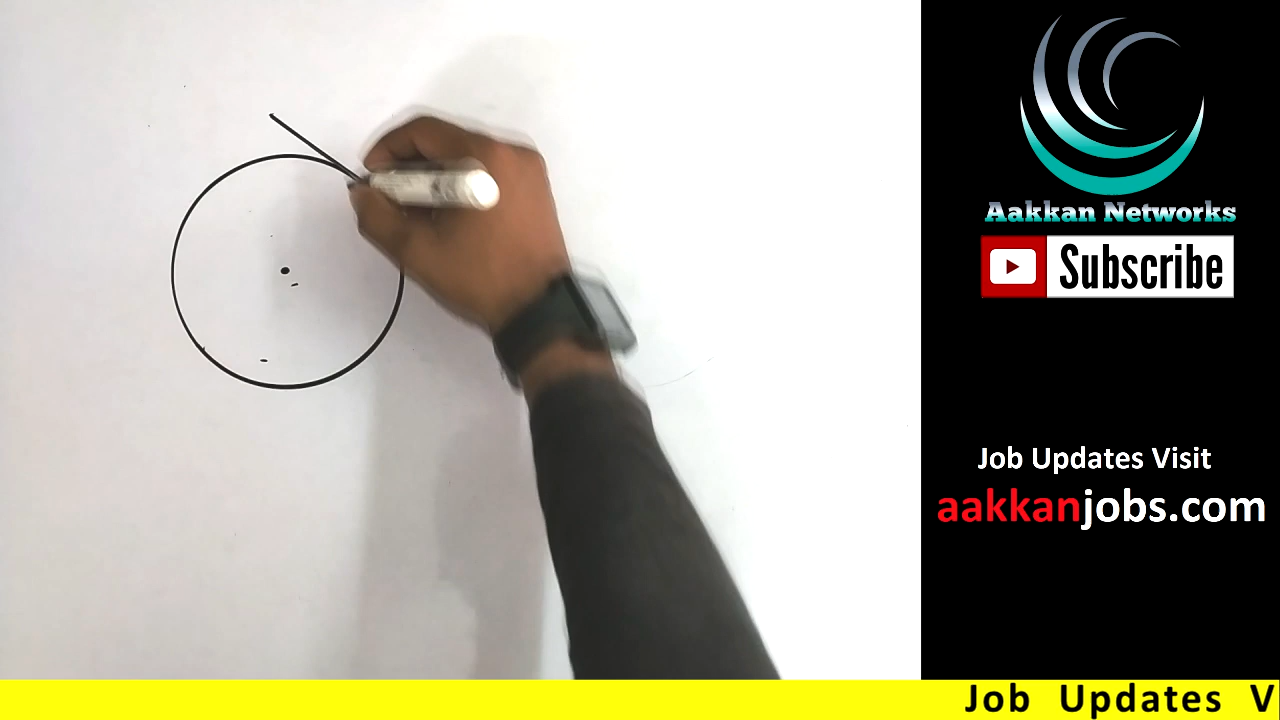 Aakkan Networks
Subscribe
Job Updates Visit
aakkanjobs.com
Job Updates V